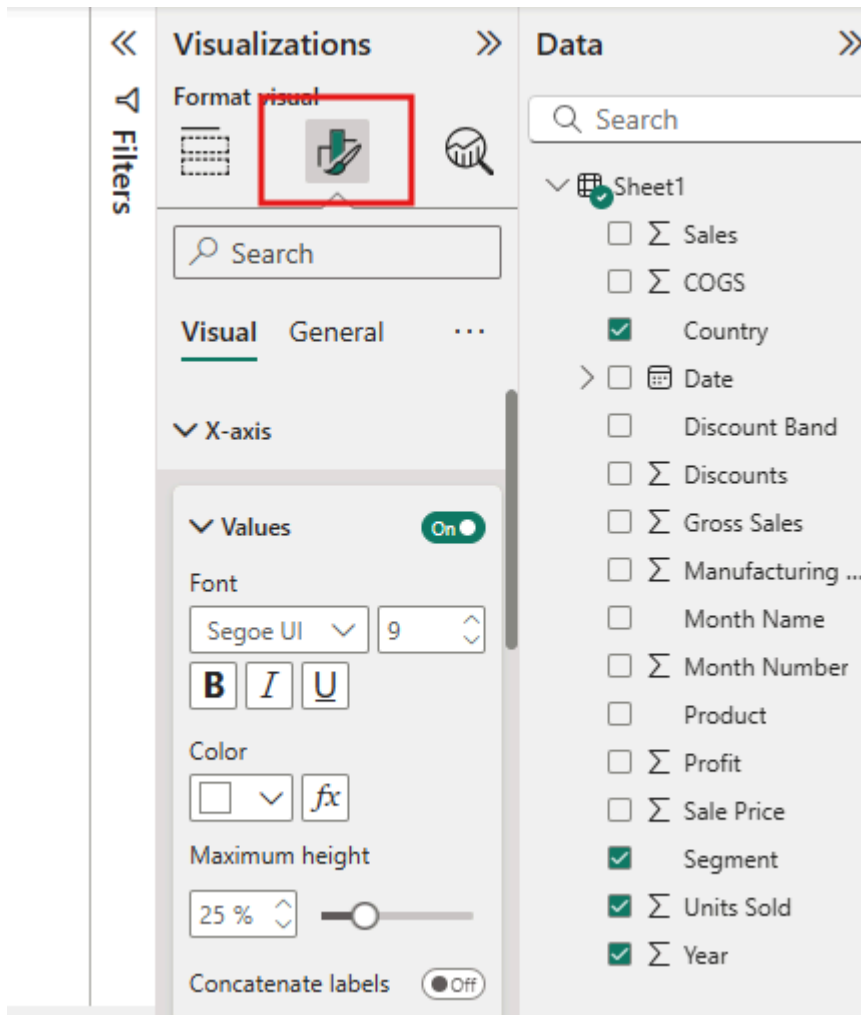 Filters
Visualizations
Format visual
Search
Visual General ...
X-axis
Values On
Font
Segoe UI 9
B I U
Color
fx
Maximum height
25 %
Concatenate labels Off
Data
Search
Sheet1
Σ Sales
Σ COGS
Country
Date
Discount Band
Σ Discounts
Σ Gross Sales
Σ Manufacturing ...
Month Name
Σ Month Number
Product
Σ Profit
Σ Sale Price
Segment
Σ Units Sold
Σ Year